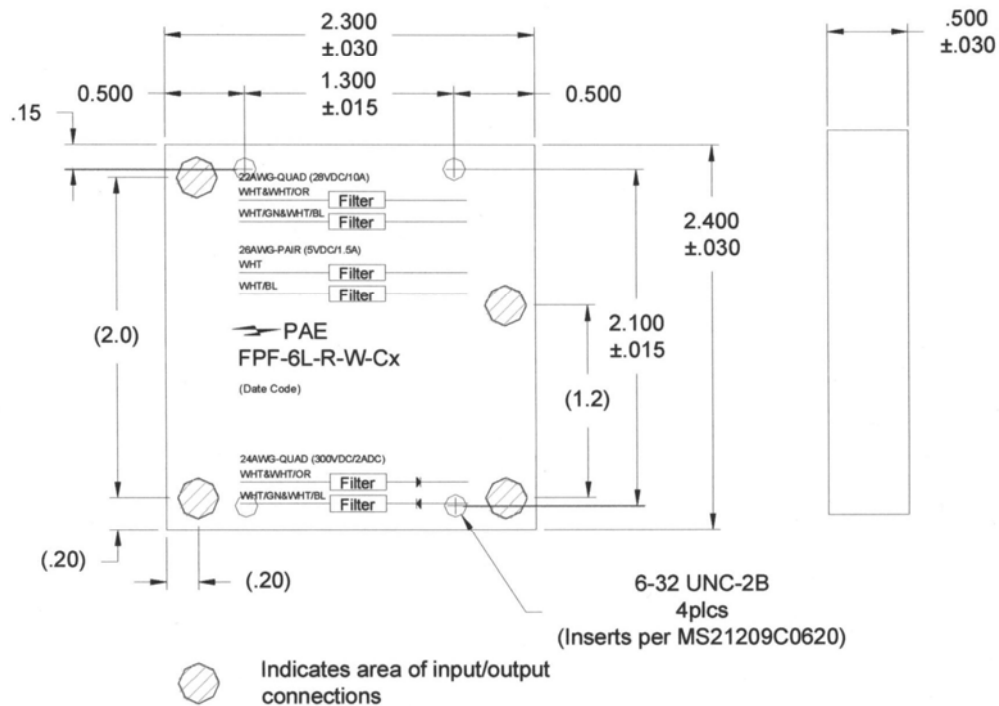 2.300
±.030
.500
±.030
0.500
1.300
±.015
0.500
.15
22AWG-QUAD (28VDC/10A)
WHT&WHT/OR
Filter
WHT/GN&WHT/BL
Filter
26AWG-PAIR (5VDC/1.5A)
WHT
Filter
WHT/BL
Filter
2.400
±.030
(2.0)
PAE
FPF-6L-R-W-Cx
(Date Code)
2.100
±.015
(1.2)
24AWG-QUAD (300VDC/2ADC)
WHT&WHT/OR
Filter
WHT/GN&WHT/BL
Filter
(.20)
(.20)
6-32 UNC-2B
4plcs
(Inserts per MS21209C0620)
Indicates area of input/output
connections